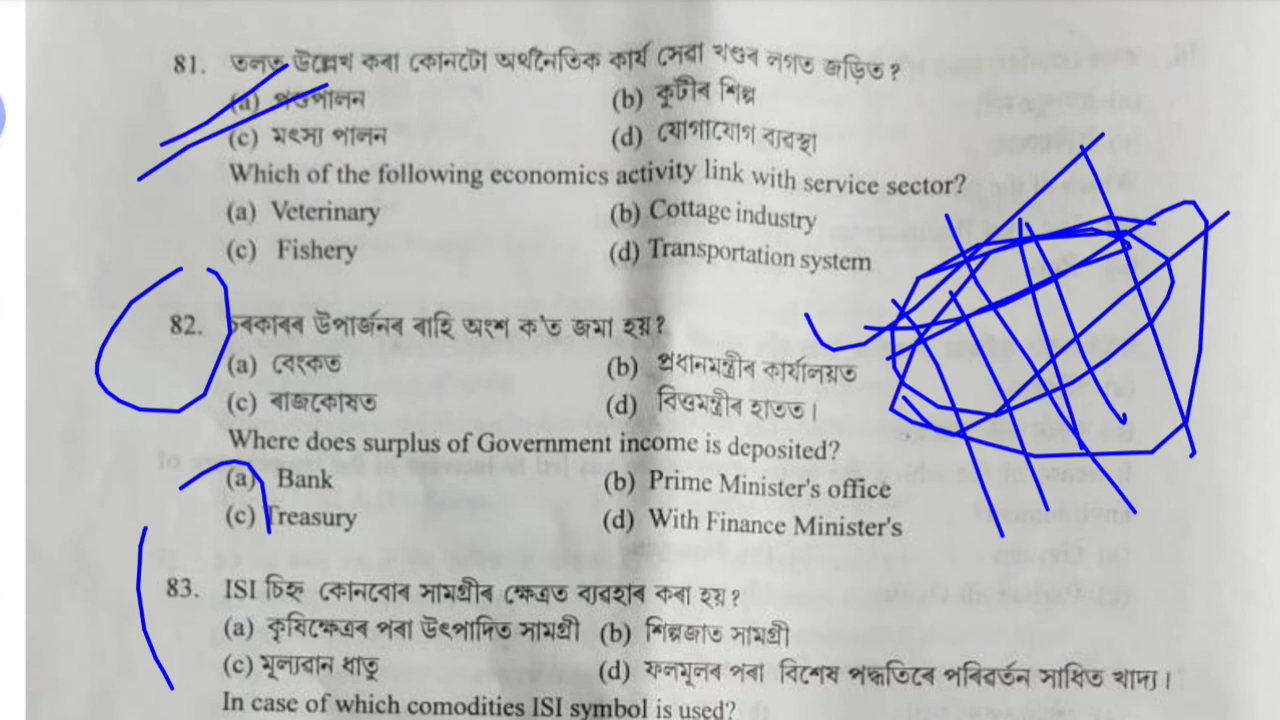 81. তলত উল্লেখ কৰা কোনটো অৰ্থনৈতিক কাৰ্য সেৱা খণ্ডৰ লগত জড়িত?
(a) পশুপালন (b) কুটীৰ শিল্প
(c) মৎস্য পালন (d) যোগাযোগ ব্যৱস্থা
Which of the following economics activity link with service sector?
(a) Veterinary (b) Cottage industry
(c) Fishery (d) Transportation system
82. চৰকাৰৰ উপাৰ্জনৰ ৰাহি অংশ ক'ত জমা হয়?
(a) বেংকত (b) প্ৰধানমন্ত্ৰীৰ কাৰ্যালয়ত
(c) ৰাজকোষত (d) বিত্তমন্ত্ৰীৰ হাতত।
Where does surplus of Government income is deposited?
(a) Bank (b) Prime Minister's office
(c) Treasury (d) With Finance Minister's
83. ISI চিহ্ন কোনবোৰ সামগ্ৰীৰ ক্ষেত্ৰত ব্যৱহাৰ কৰা হয়?
(a) কৃষিক্ষেত্ৰৰ পৰা উৎপাদিত সামগ্ৰী (b) শিল্পজাত সামগ্ৰী
(c) মূল্যবান ধাতু (d) ফলমূলৰ পৰা বিশেষ পদ্ধতিৰে পৰিৱৰ্তন সাধিত খাদ্য।
In case of which comodities ISI symbol is used?